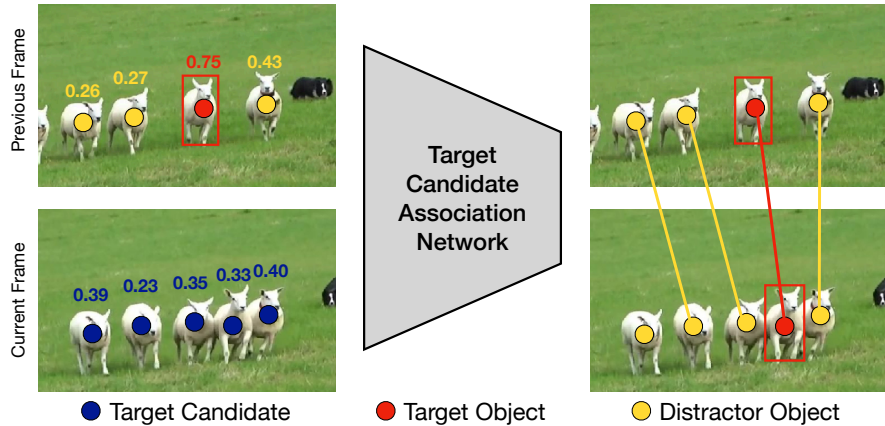 Previous Frame
0.26 0.27 0.75 0.43
Target
Candidate
Association
Network
Current Frame
0.39 0.23 0.35 0.33 0.40
Target Candidate
Target Object
Distractor Object